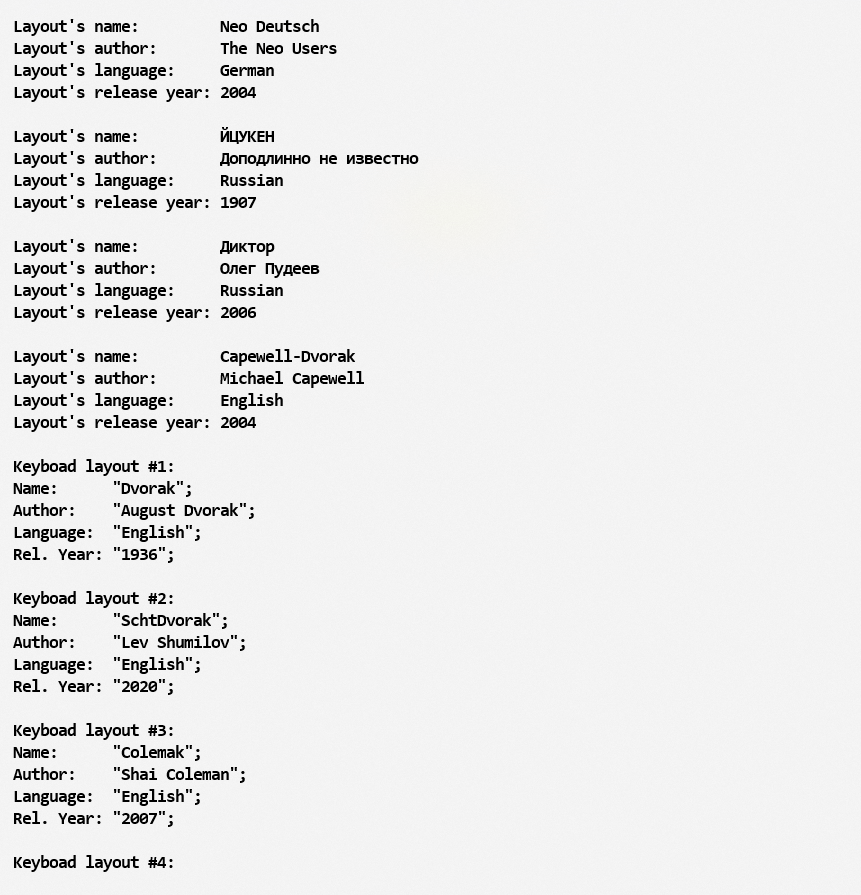 Layout's name:         Neo Deutsch
Layout's author:       The Neo Users
Layout's language:     German
Layout's release year: 2004

Layout's name:         ЙЦУКЕН
Layout's author:       Доподлинно не известно
Layout's language:     Russian
Layout's release year: 1907

Layout's name:         Диктор
Layout's author:       Олег Пудеев
Layout's language:     Russian
Layout's release year: 2006

Layout's name:         Capewell-Dvorak
Layout's author:       Michael Capewell
Layout's language:     English
Layout's release year: 2004

Keyboad layout #1:
Name:      "Dvorak";
Author:    "August Dvorak";
Language:  "English";
Rel. Year: "1936";

Keyboad layout #2:
Name:      "SchtDvorak";
Author:    "Lev Shumilov";
Language:  "English";
Rel. Year: "2020";

Keyboad layout #3:
Name:      "Colemak";
Author:    "Shai Coleman";
Language:  "English";
Rel. Year: "2007";

Keyboad layout #4: